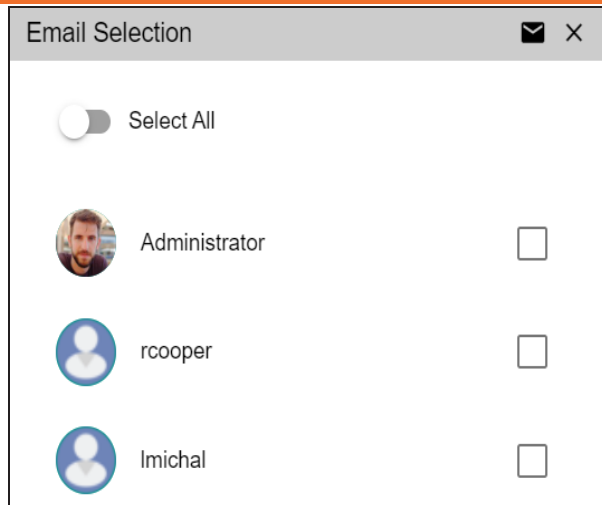 Email Selection
Select All
Administrator
rcooper
lmichal